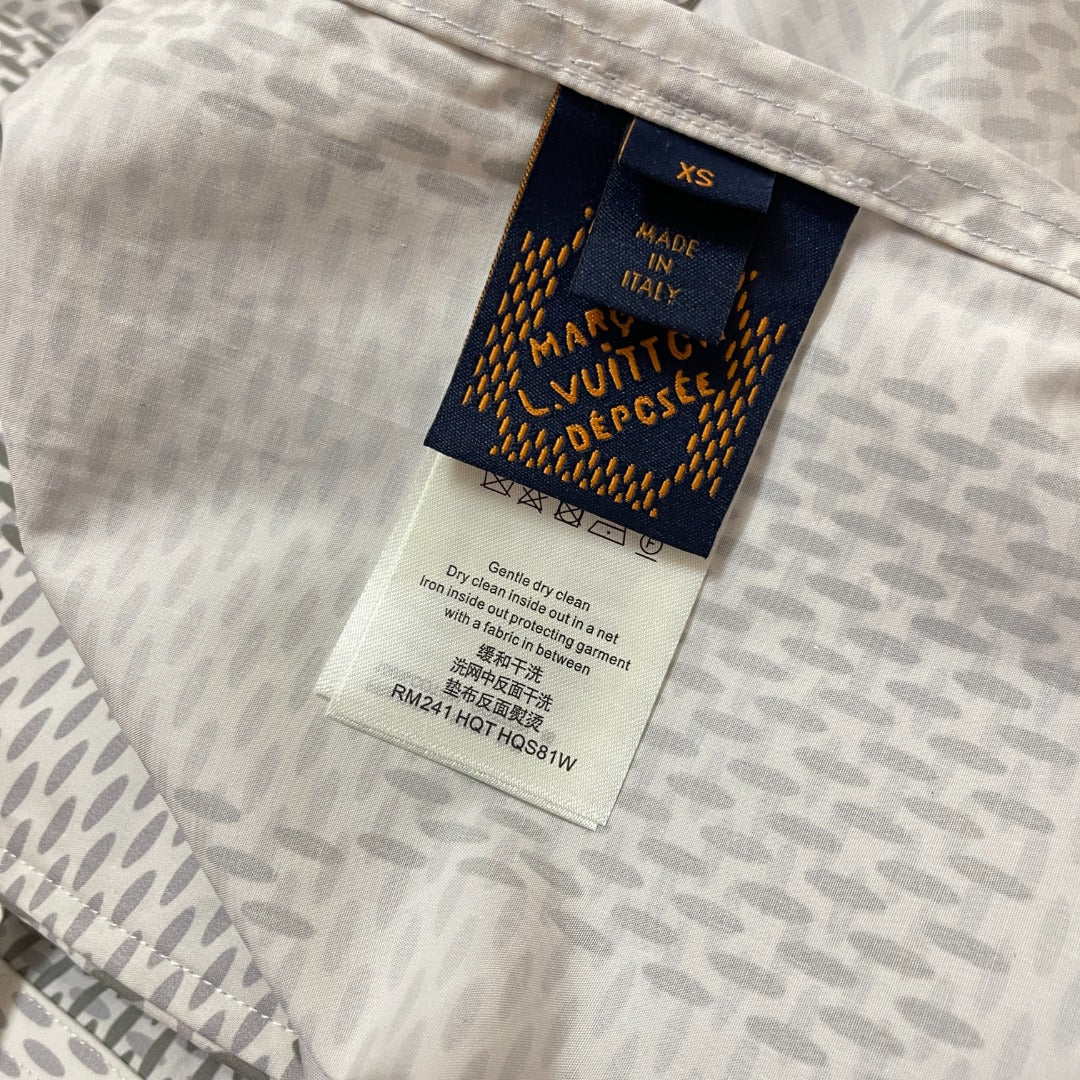 XS
MADE
IN
ITALY
L.VUITTO
DÉPOSÉE
Gentle dry clean
Dry clean inside out in a net
Iron inside out protecting garment
with a fabric in between
缓和干洗
洗网中反面干洗
垫布反面熨烫
RM241 HQT HQS81W